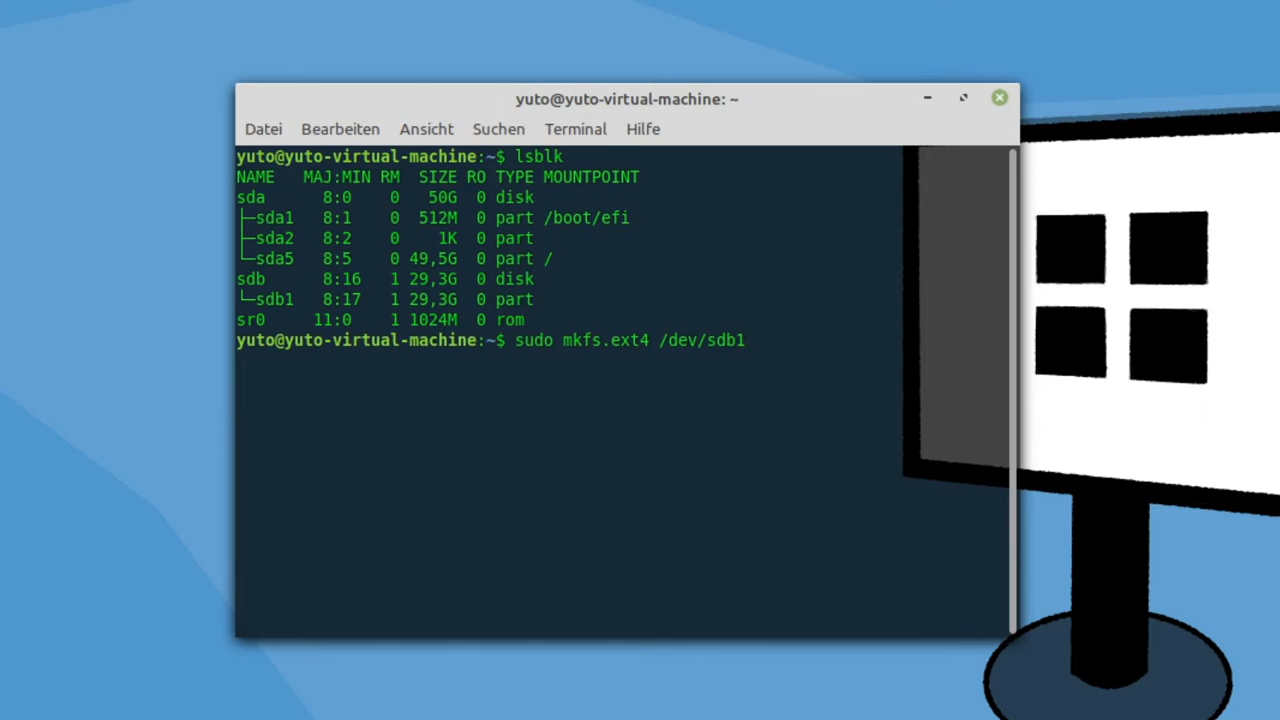 yuto@yuto-virtual-machine: ~
Datei Bearbeiten Ansicht Suchen Terminal Hilfe
yuto@yuto-virtual-machine:~$ lsblk
NAME   MAJ:MIN RM   SIZE RO TYPE MOUNTPOINT
sda      8:0    0    50G  0 disk
├─sda1   8:1    0   512M  0 part /boot/efi
├─sda2   8:2    0     1K  0 part
└─sda5   8:5    0  49,5G  0 part /
sdb      8:16   1  29,3G  0 disk
└─sdb1   8:17   1  29,3G  0 part
sr0     11:0    1  1024M  0 rom
yuto@yuto-virtual-machine:~$ sudo mkfs.ext4 /dev/sdb1